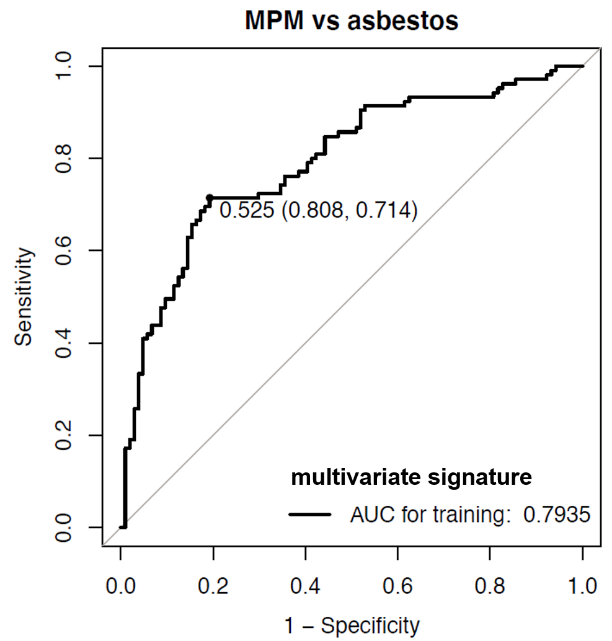 MPM vs asbestos
1.0
0.8
0.6
0.4
0.2
0.0
Sensitivity
0.525 (0.808, 0.714)
multivariate signature
AUC for training: 0.7935
0.0 0.2 0.4 0.6 0.8 1.0
1 − Specificity